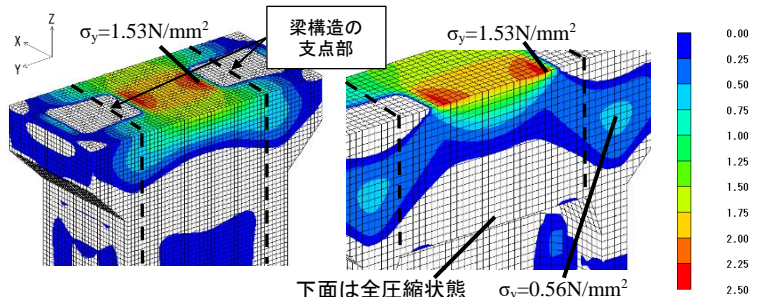 Z
X
Y
σy=1.53N/mm²
梁構造の
支点部
σy=1.53N/mm²
下面は全圧縮状態
σy=0.56N/mm²
0.00
0.25
0.50
0.75
1.00
1.25
1.50
1.75
2.00
2.25
2.50